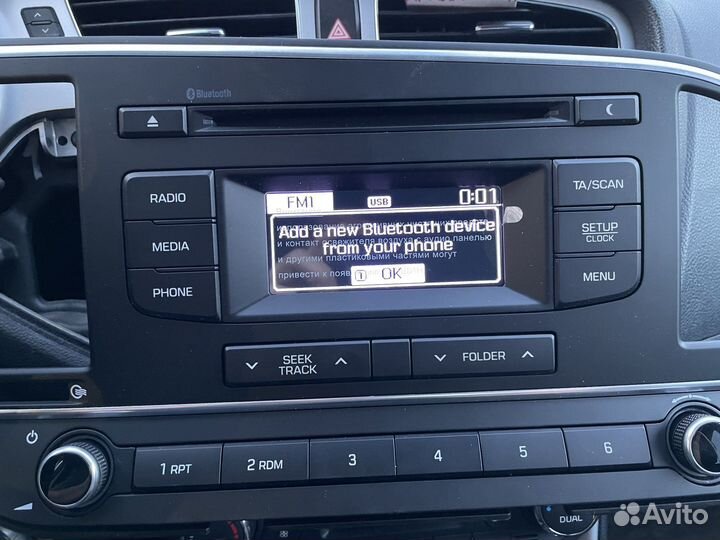 Bluetooth
RADIO
MEDIA
PHONE
FM1 USB 0:01
Add a new Bluetooth device
from your phone
1 OK
и контакт освежителя воздуха с аудио панелью
и другими пластиковыми частями могут
привести к
TA/SCAN
SETUP
CLOCK
MENU
SEEK
TRACK
FOLDER
1 RPT
2 RDM
3
4
5
6
DUAL
Avito